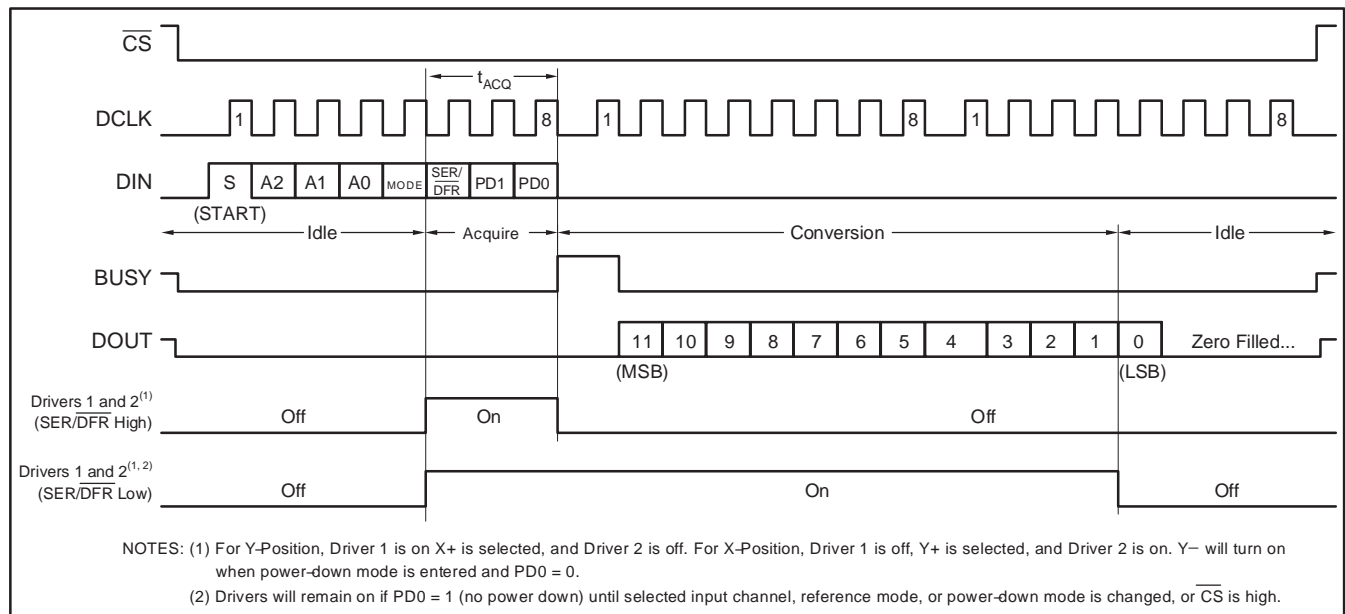 CS
t_ACQ
DCLK 1 8 1 8 1 8
DIN S A2 A1 A0 MODE SER/DFR PD1 PD0
(START)
Idle Acquire Conversion Idle
BUSY
DOUT 11 10 9 8 7 6 5 4 3 2 1 0 Zero Filled...
(MSB) (LSB)
Drivers 1 and 2(1)
(SER/DFR High) Off On Off
Drivers 1 and 2(1, 2)
(SER/DFR Low) Off On Off
NOTES: (1) For Y-Position, Driver 1 is on X+ is selected, and Driver 2 is off. For X-Position, Driver 1 is off, Y+ is selected, and Driver 2 is on. Y− will turn on
when power-down mode is entered and PD0 = 0.
(2) Drivers will remain on if PD0 = 1 (no power down) until selected input channel, reference mode, or power-down mode is changed, or CS is high.